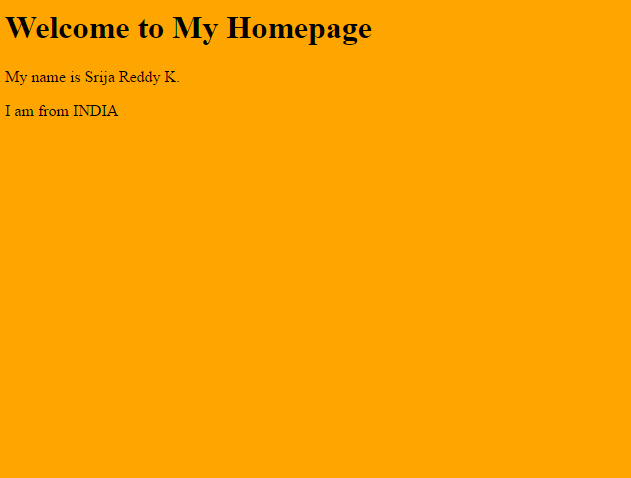 Welcome to My Homepage
My name is Srija Reddy K.
I am from INDIA